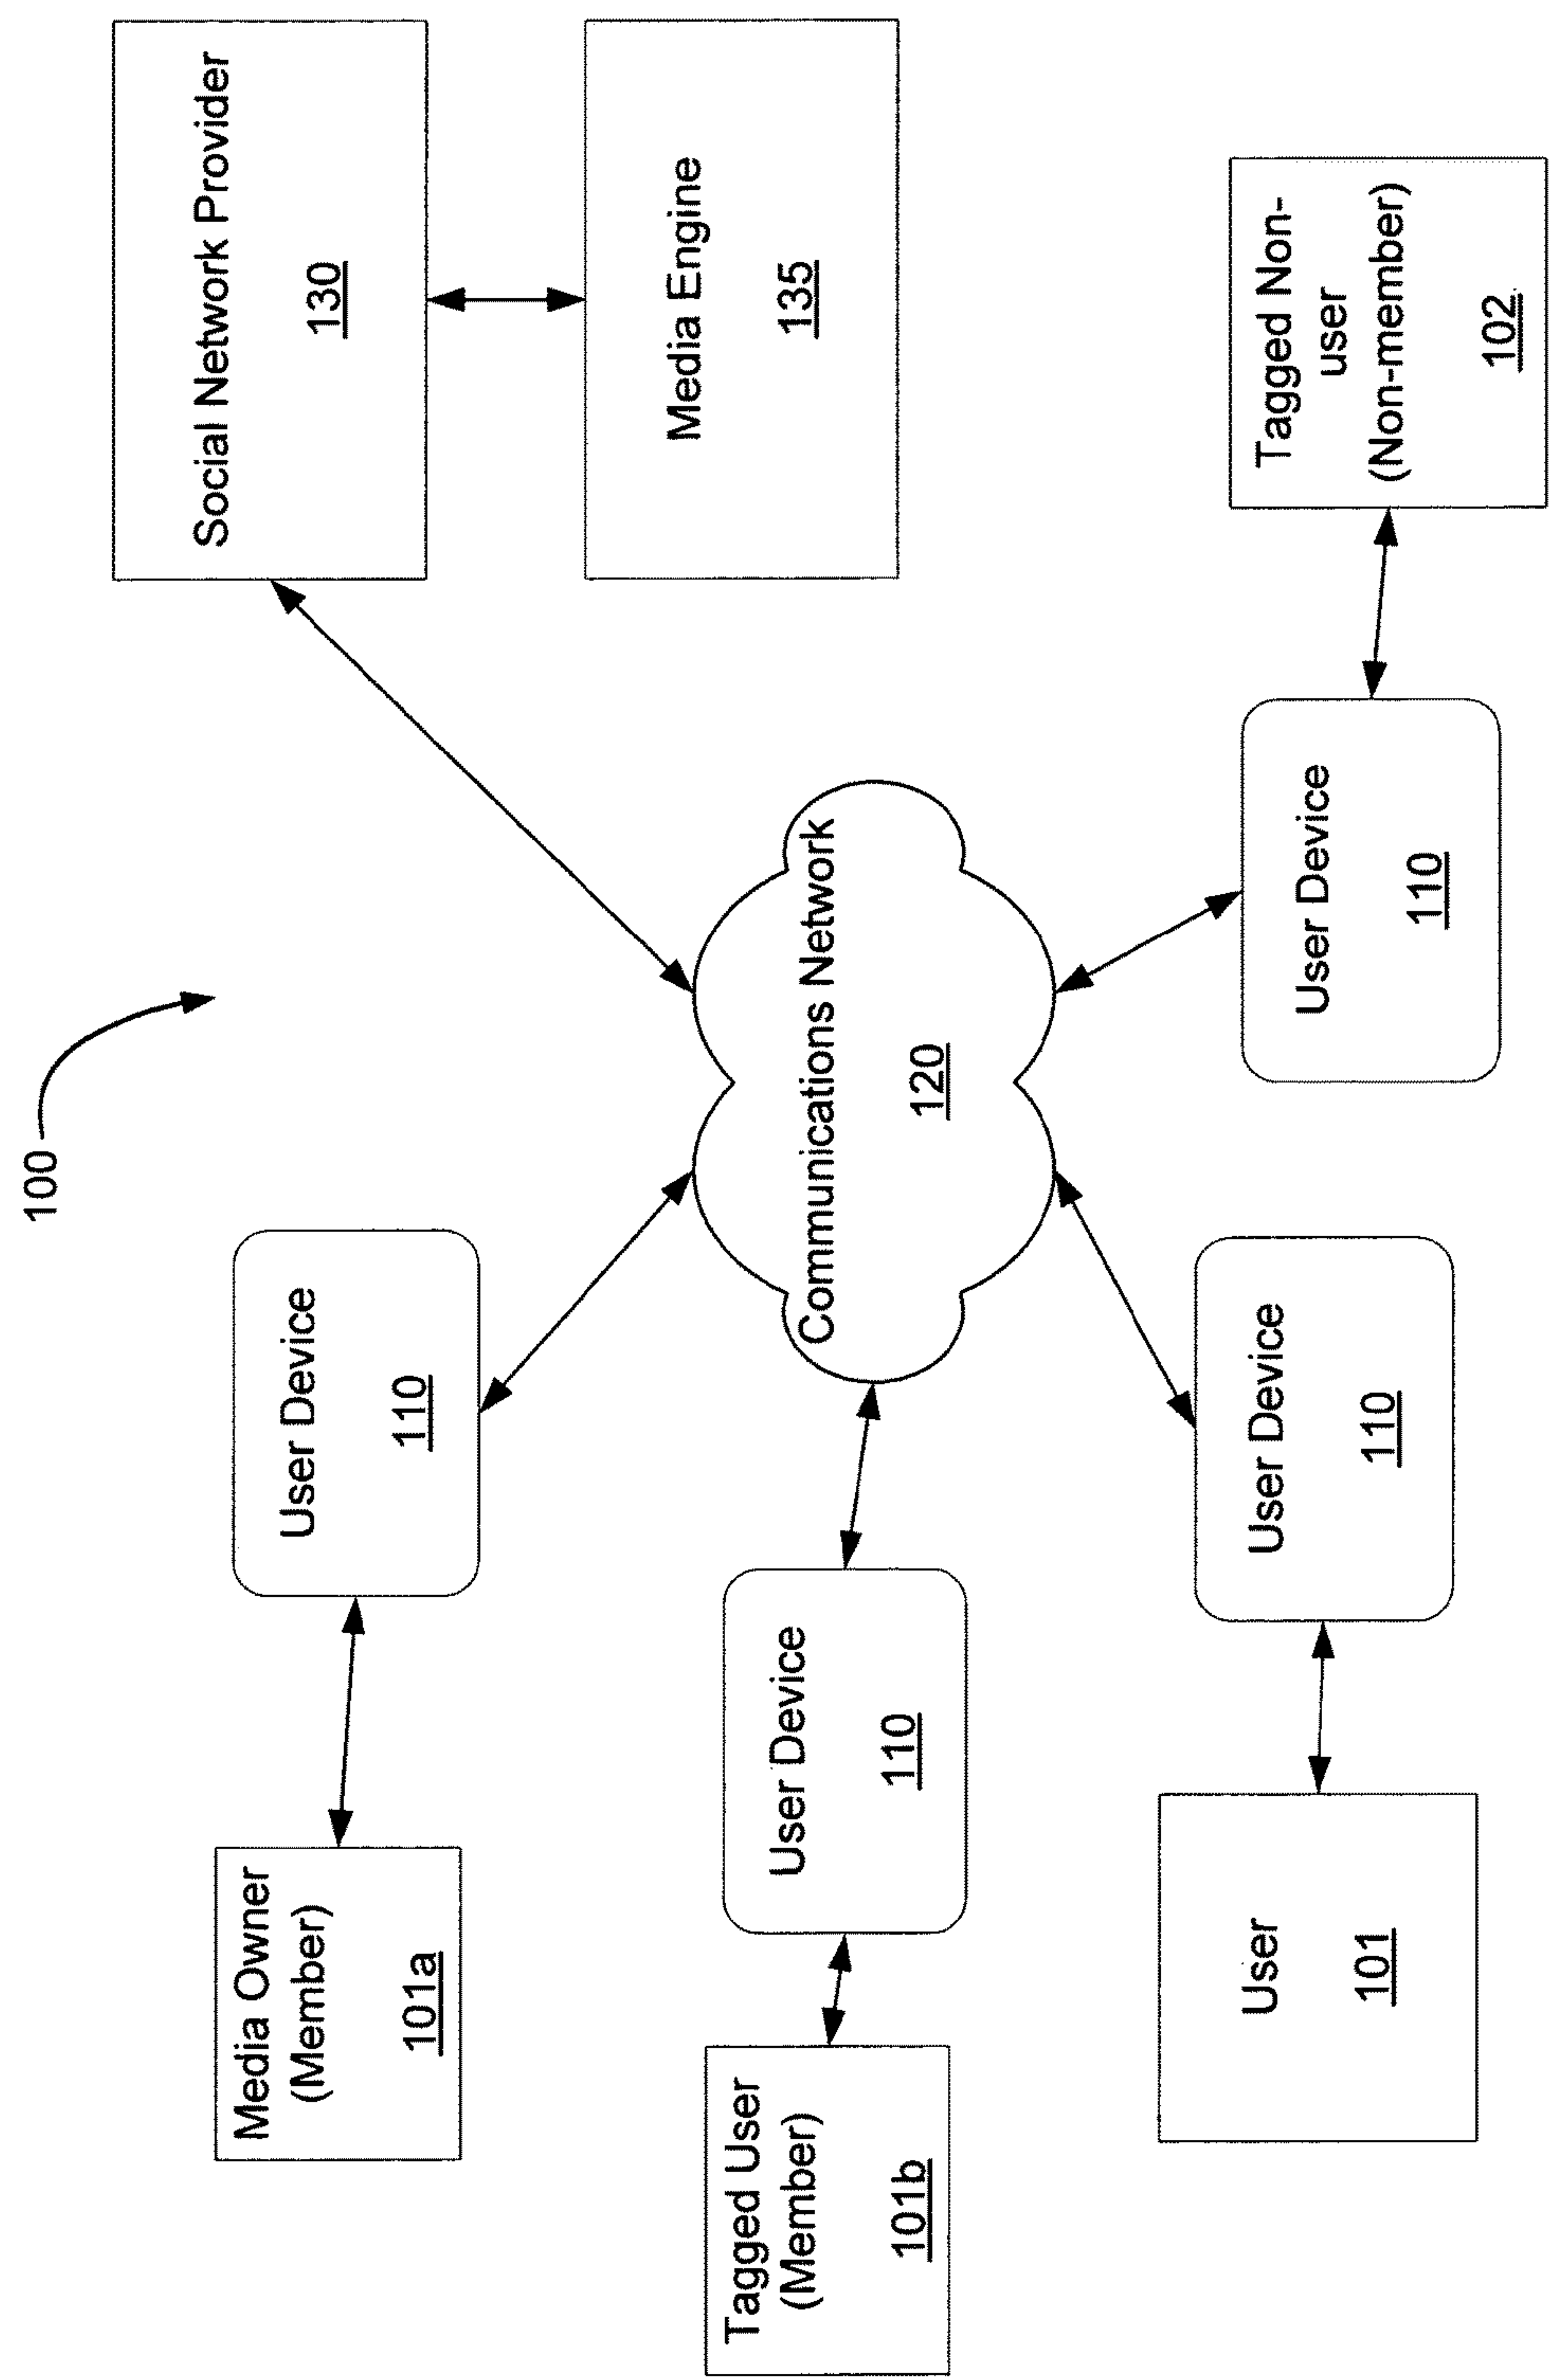 100
Media Owner
(Member)
101a
User Device
110
Social Network Provider
130
Media Engine
135
Tagged User
(Member)
101b
User Device
110
Communications Network
120
User
101
User Device
110
User Device
110
Tagged Non-
user
(Non-member)
102